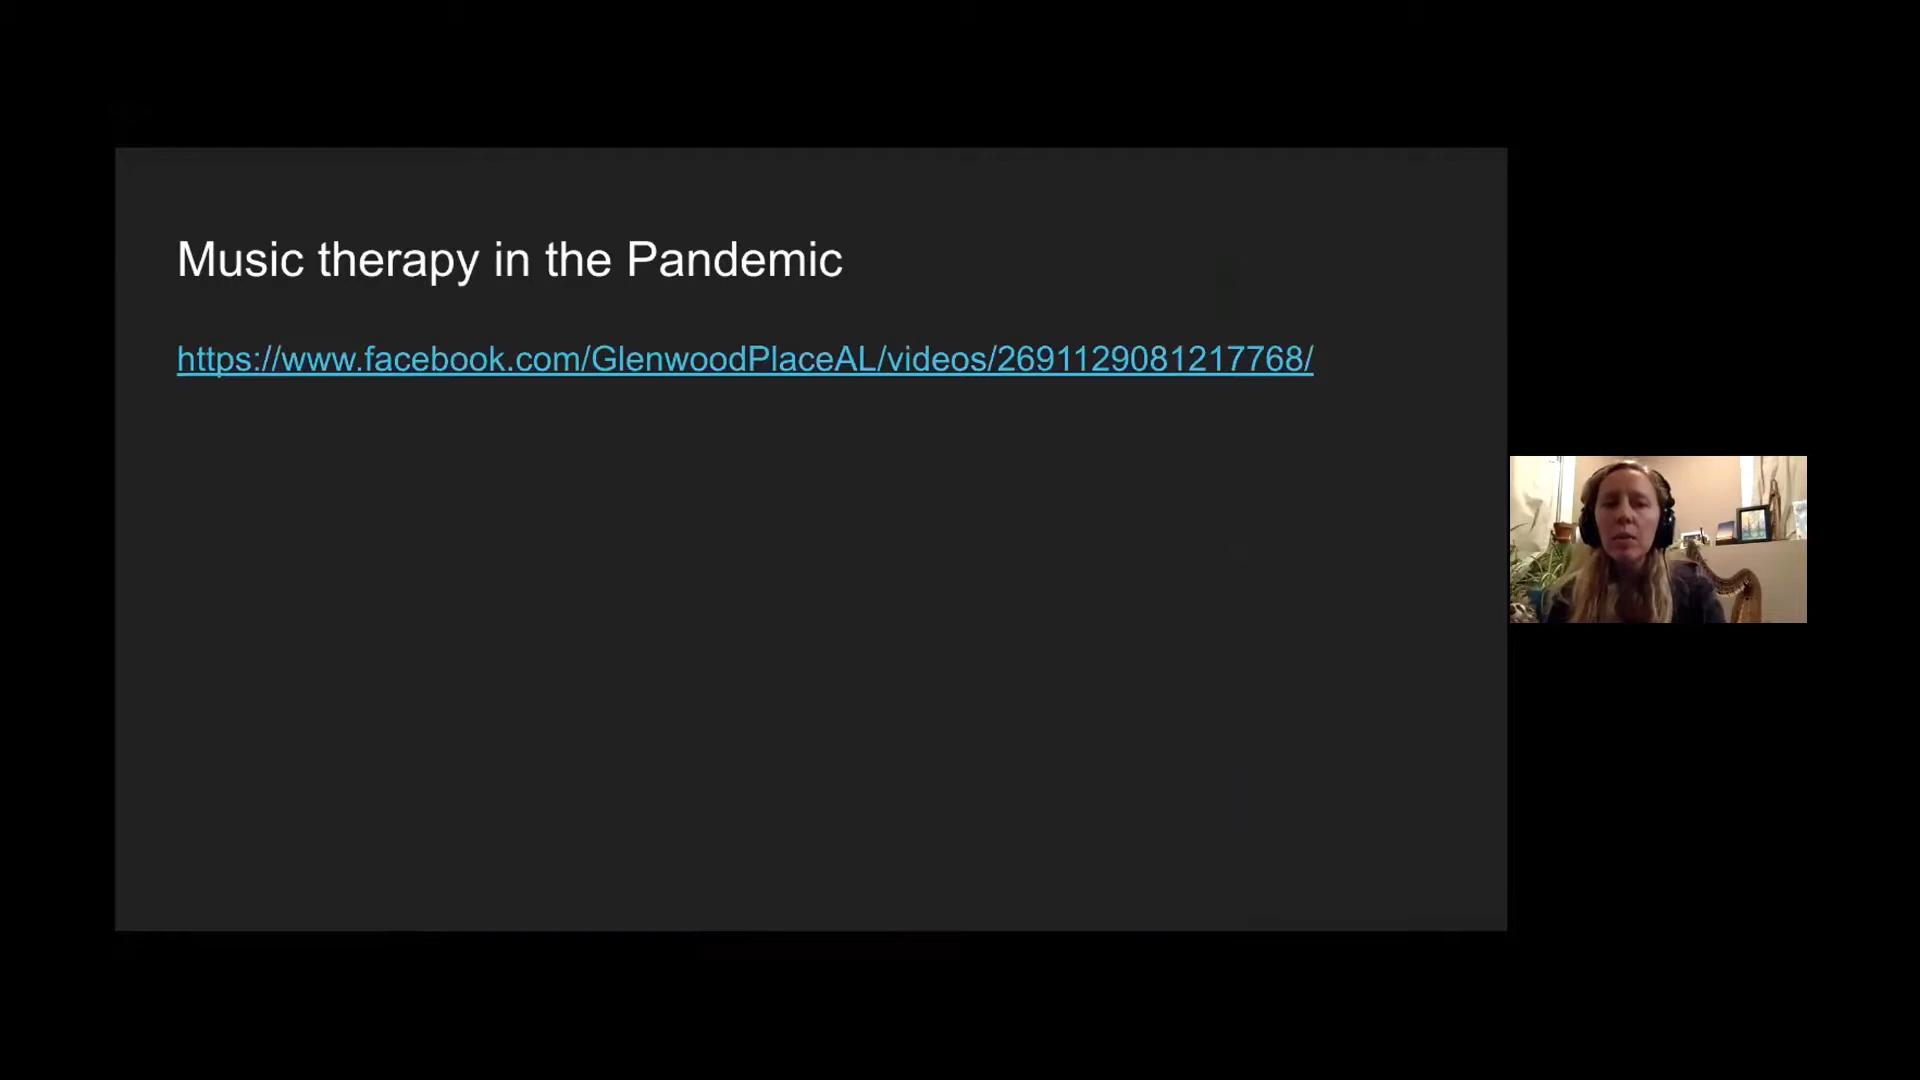 Music therapy in the Pandemic
https://www.facebook.com/GlenwoodPlaceAL/videos/2691129081217768/